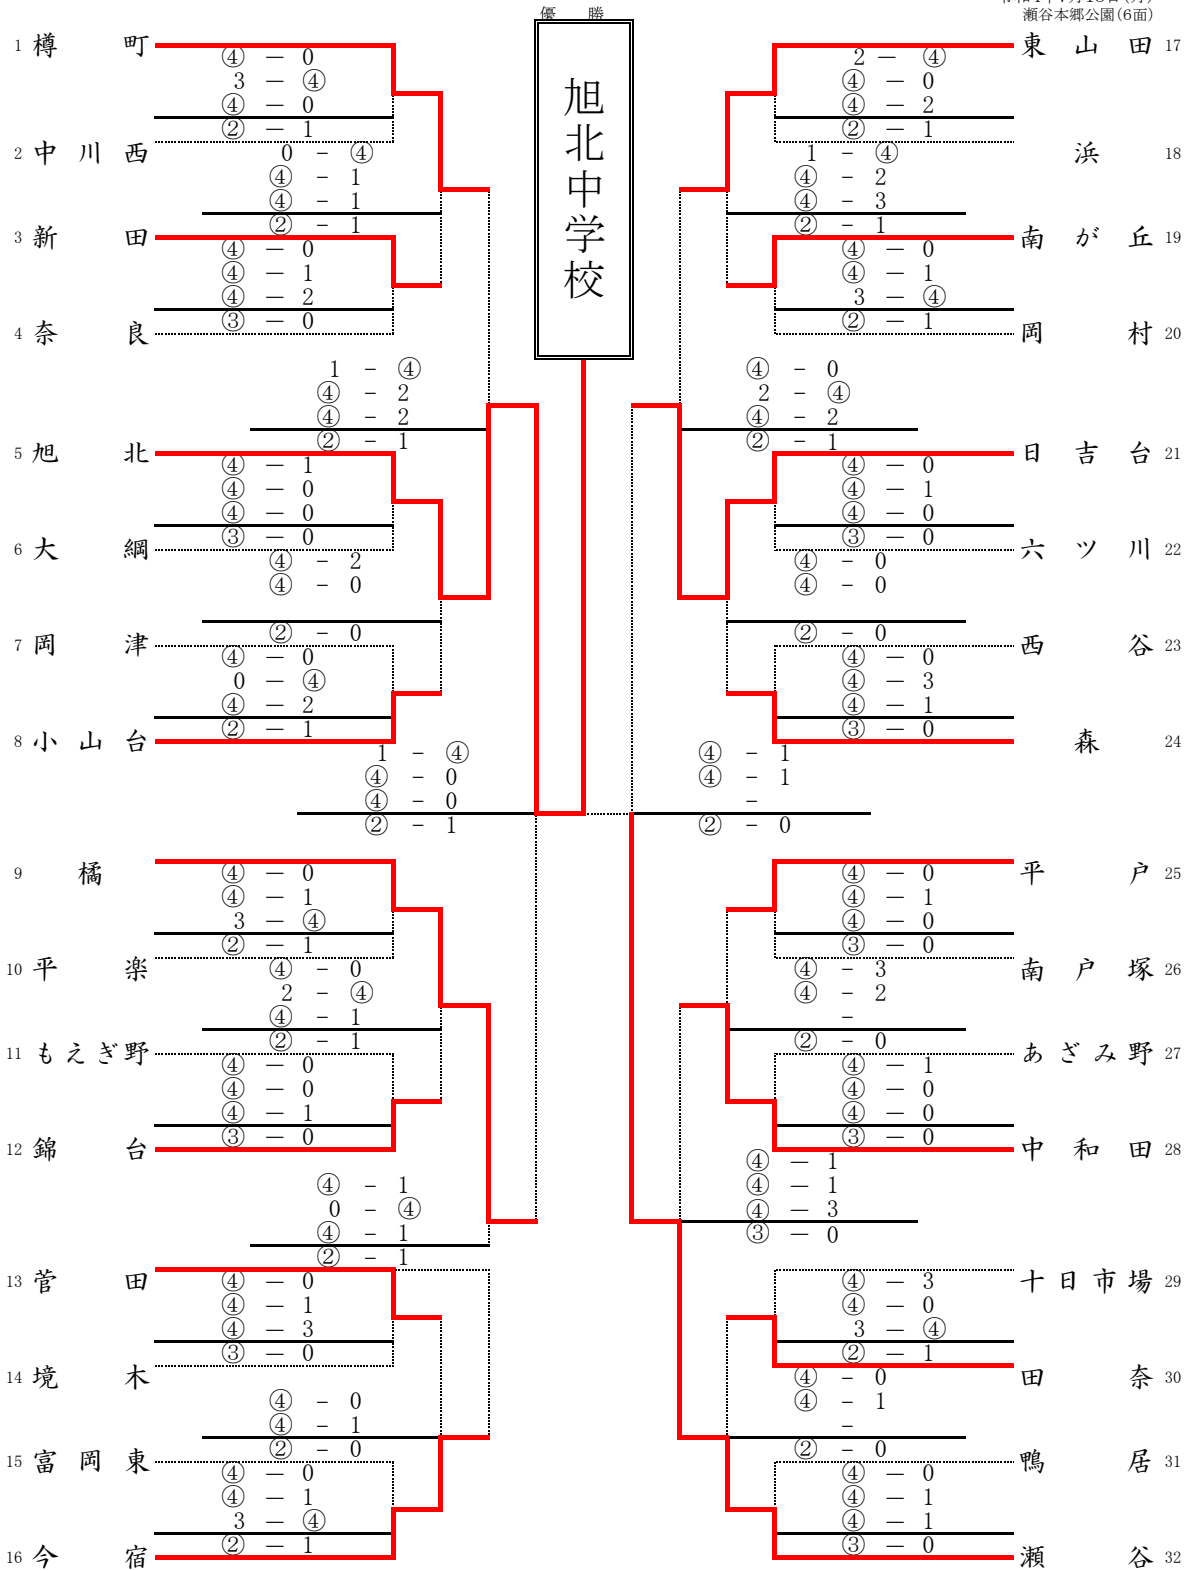 瀬谷本郷公園(6面)
優 勝
旭北中学校
1 樽町
④ － 0
3 － ④
④ － 0
② － 1
2 中川西
0 - ④
④ - 1
④ - 1
② - 1
3 新田
④ － 0
④ － 1
④ － 2
③ － 0
4 奈良
1 - ④
④ - 2
④ - 2
② - 1
5 旭北
④ － 1
④ － 0
④ － 0
③ － 0
6 大綱
④ - 2
④ - 0
② - 0
7 岡津
④ － 0
0 － ④
④ － 2
② － 1
8 小山台
1 - ④
④ - 0
④ - 0
② - 1
9 橘
④ － 0
④ － 1
3 － ④
② － 1
10 平楽
④ - 0
2 - ④
④ - 1
② - 1
11 もえぎ野
④ － 0
④ － 0
④ － 1
③ － 0
12 錦台
④ - 1
0 - ④
④ - 1
② - 1
13 菅田
④ － 0
④ － 1
④ － 3
③ － 0
14 境木
④ - 0
④ - 1
② - 0
15 富岡東
④ － 0
④ － 1
3 － ④
② － 1
16 今宿
東山田 17
2 － ④
④ － 0
④ － 2
② － 1
浜 18
1 - ④
④ - 2
④ - 3
② - 1
南が丘 19
④ － 0
④ － 1
3 － ④
② － 1
岡村 20
④ - 0
2 - ④
④ - 2
② - 1
日吉台 21
④ － 0
④ － 1
④ － 0
③ － 0
六ツ川 22
④ - 0
④ - 0
② - 0
西谷 23
④ － 0
④ － 3
④ － 1
③ － 0
森 24
④ - 1
④ - 1
-
② - 0
平戸 25
④ － 0
④ － 1
④ － 0
③ － 0
南戸塚 26
④ - 3
④ - 2
-
② - 0
あざみ野 27
④ － 1
④ － 0
④ － 0
③ － 0
中和田 28
④ － 1
④ － 1
④ － 3
③ － 0
十日市場 29
④ － 3
④ － 0
3 － ④
② － 1
田奈 30
④ - 0
④ - 1
-
② - 0
鴨居 31
④ － 0
④ － 1
④ － 1
③ － 0
瀬谷 32